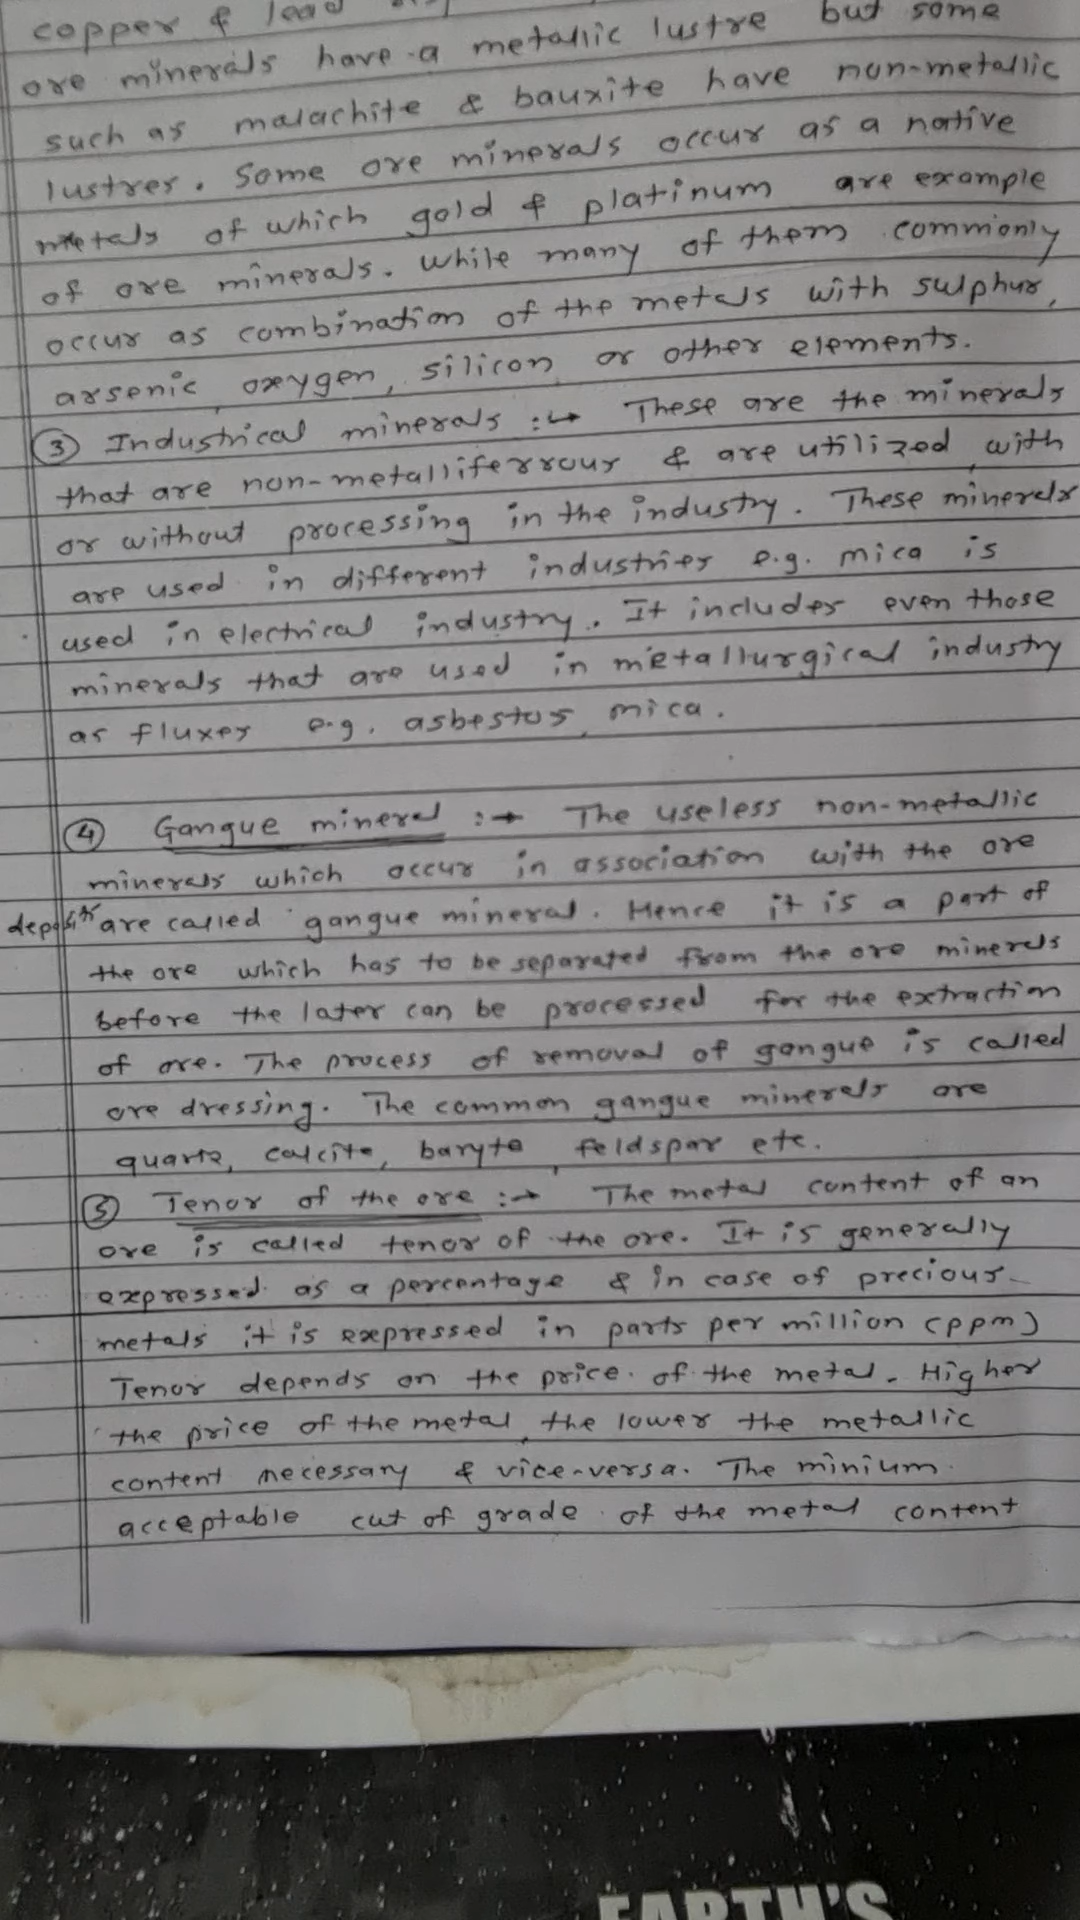 copper & lead
ore minerals have a metallic lustre but some
such as malachite & bauxite have non-metallic
lustres. Some ore minerals occur as a native
metals of which gold & platinum are example
of ore minerals. While many of them commonly
occur as combination of the metals with sulphur,
arsenic, oxygen, silicon or other elements.
③ Industrical minerals :→ These are the minerals
that are non-metalliferrous & are utilized with
or without processing in the industry. These minerals
are used in different industries e.g. mica is
used in electrical industry. It includes even those
minerals that are used in metallurgical industry
as fluxes e.g. asbestos, mica.
④ Gangue mineral :→ The useless non-metallic
minerals which occur in association with the ore
deposits are called gangue mineral. Hence it is a part of
the ore which has to be separated from the ore minerals
before the later can be processed for the extraction
of ore. The process of removal of gangue is called
ore dressing. The common gangue minerals are
quartz, calcite, baryte, feldspar etc.
⑤ Tenor of the ore :→ The metal content of an
ore is called tenor of the ore. It is generally
expressed as a percentage & in case of precious
metals it is expressed in parts per million (ppm)
Tenor depends on the price of the metal. Higher
the price of the metal, the lower the metallic
content necessary & vice-versa. The minium
acceptable cut of grade of the metal content
EARTH'S